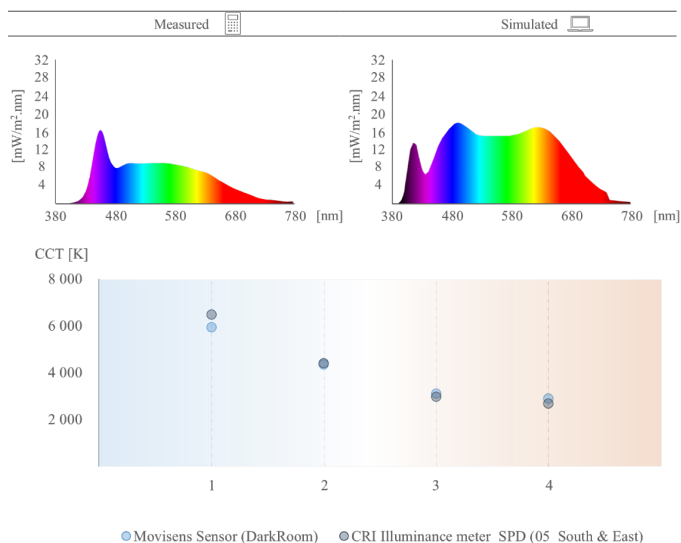 Measured
Simulated
32
28
24
20
16
12
8
4
[mW/m².nm]
380 480 580 680 780 [nm]
32
28
24
20
16
12
8
4
[mW/m².nm]
380 480 580 680 780 [nm]
CCT [K]
8 000
6 000
4 000
2 000
1 2 3 4
Movisens Sensor (DarkRoom) CRI Illuminance meter SPD (05 South & East)